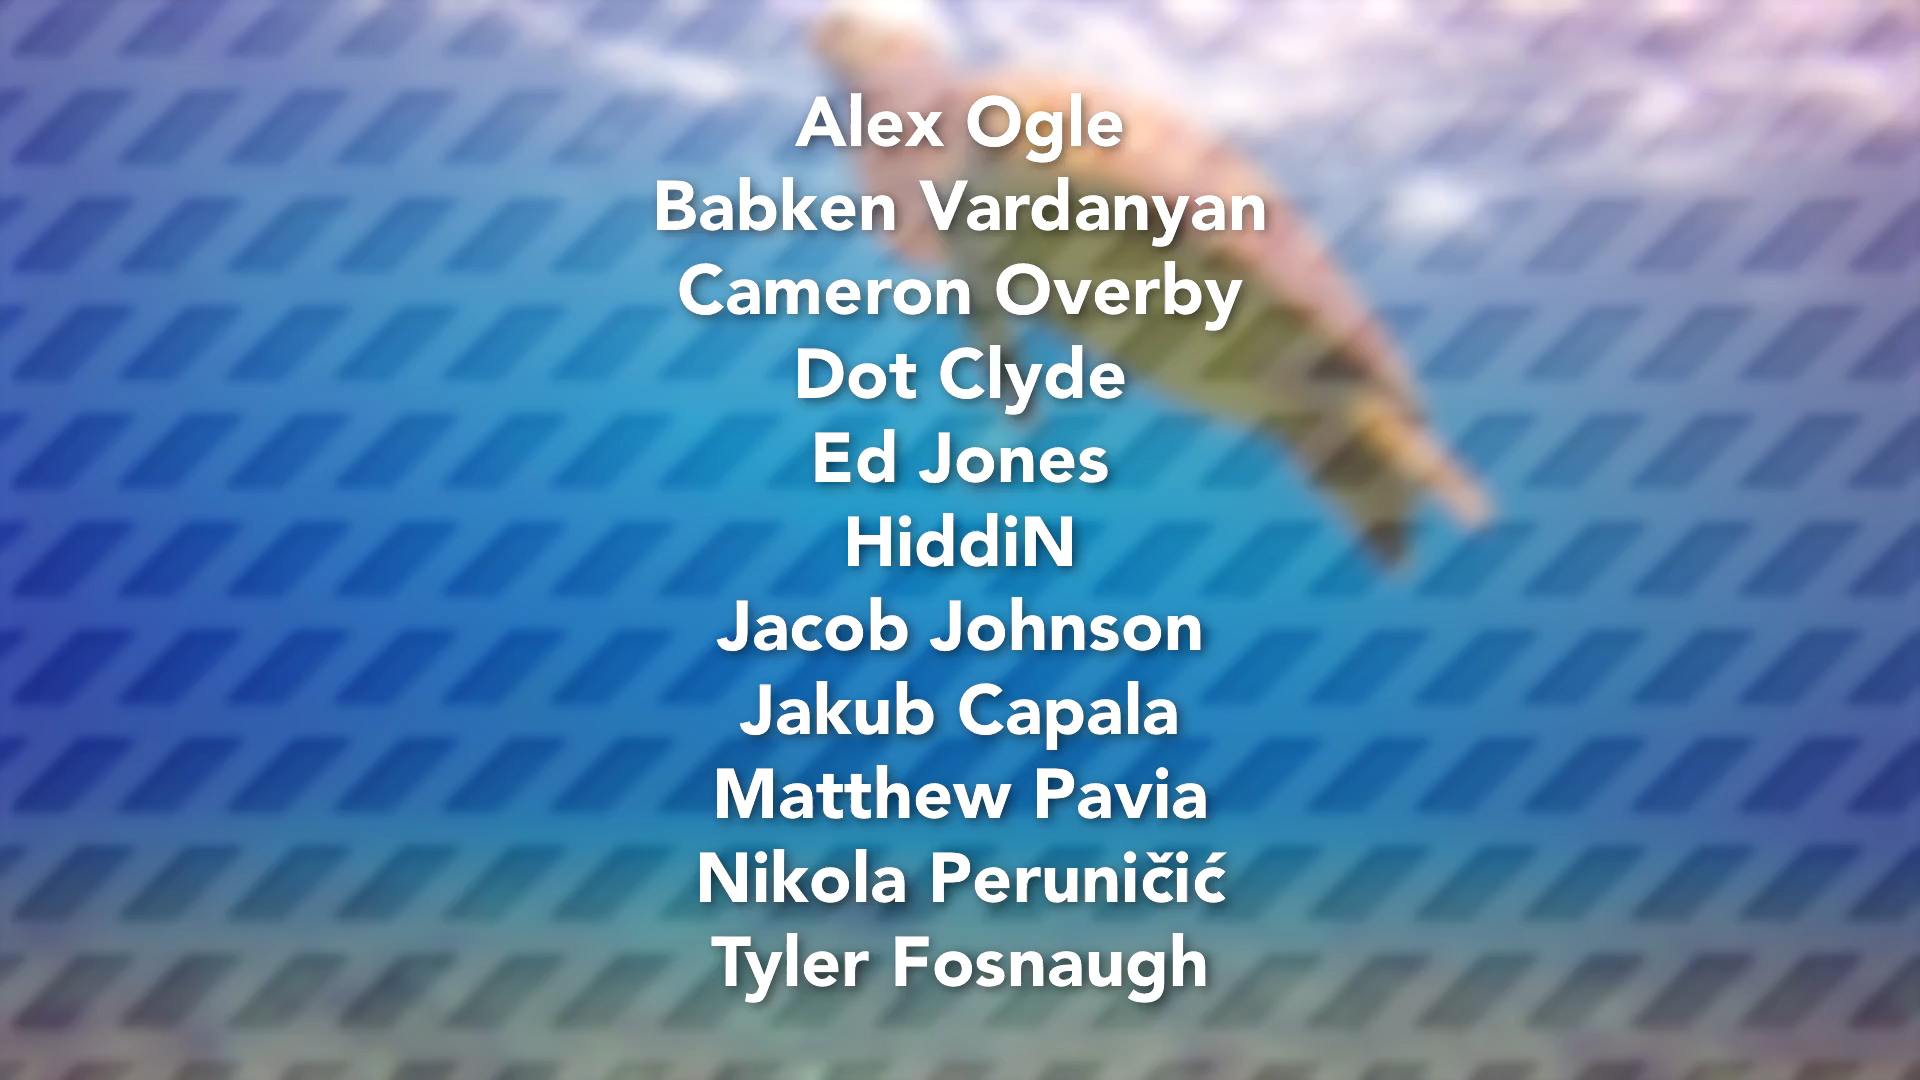 Alex Ogle
Babken Vardanyan
Cameron Overby
Dot Clyde
Ed Jones
HiddiN
Jacob Johnson
Jakub Capala
Matthew Pavia
Nikola Peruničić
Tyler Fosnaugh